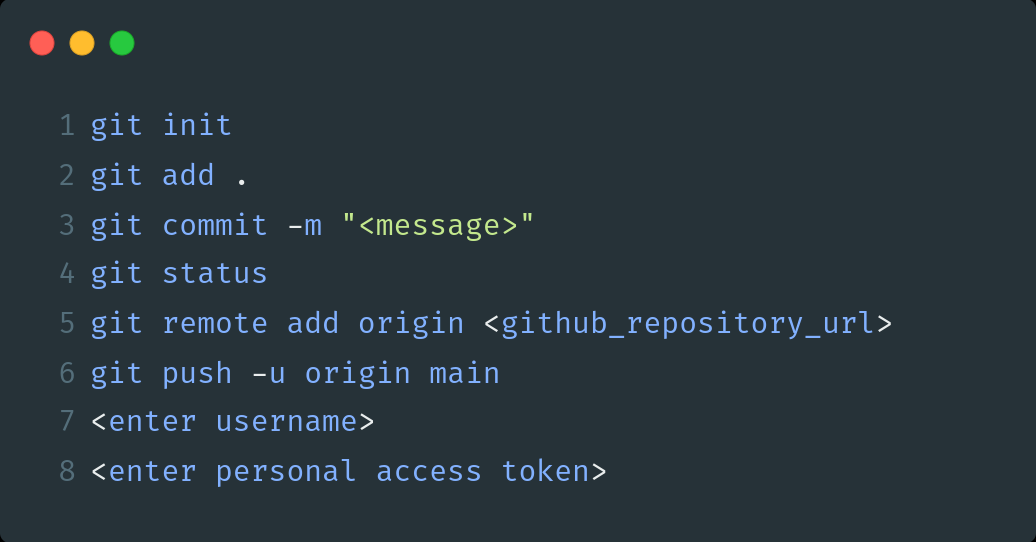 1 git init
2 git add .
3 git commit -m "<message>"
4 git status
5 git remote add origin <github_repository_url>
6 git push -u origin main
7 <enter username>
8 <enter personal access token>